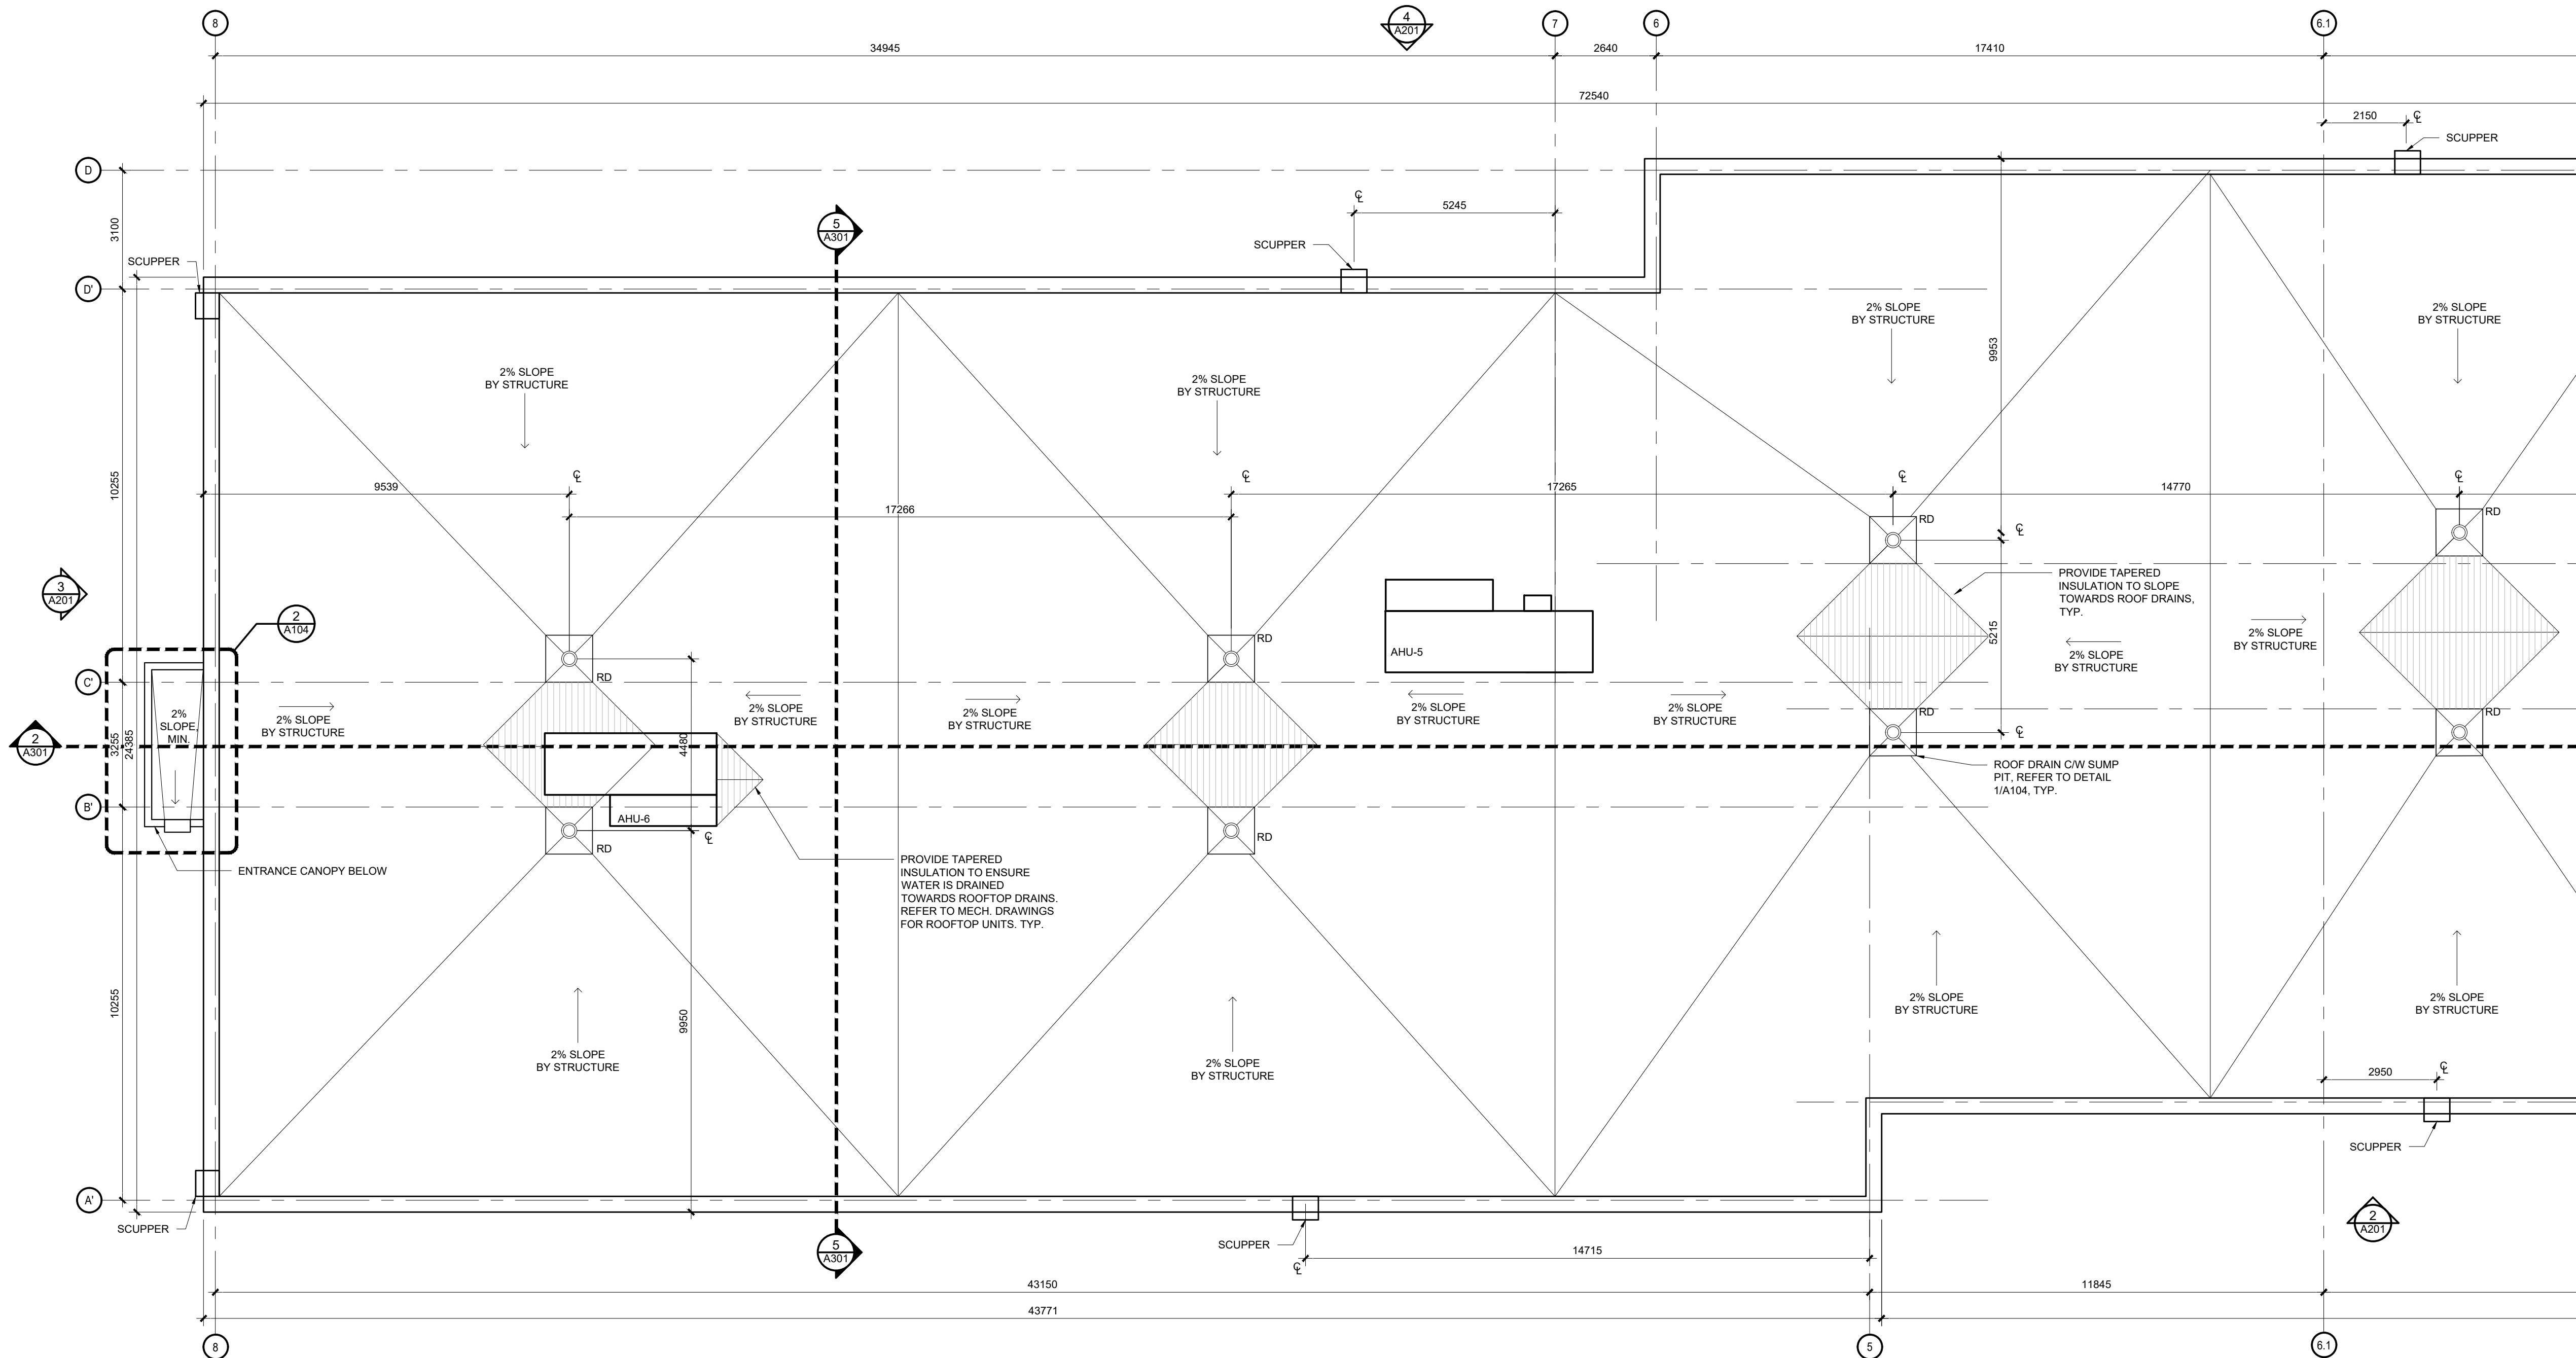 8
4
A201
7
6
6.1
34945
2640
17410
72540
2150
℄
SCUPPER
D
3100
℄
5245
SCUPPER
5
A301
SCUPPER
D'
2% SLOPE
BY STRUCTURE
2% SLOPE
BY STRUCTURE
2% SLOPE
BY STRUCTURE
2% SLOPE
BY STRUCTURE
9953
10255
℄
℄
℄
℄
9539
17266
17265
14770
RD
℄
RD
3
A201
2
A104
PROVIDE TAPERED
INSULATION TO SLOPE
TOWARDS ROOF DRAINS,
TYP.
5215
AHU-5
RD
RD
2% SLOPE
BY STRUCTURE
2% SLOPE
BY STRUCTURE
C'
2%
SLOPE,
MIN.
2% SLOPE
BY STRUCTURE
2% SLOPE
BY STRUCTURE
2% SLOPE
BY STRUCTURE
2% SLOPE
BY STRUCTURE
2% SLOPE
BY STRUCTURE
RD
RD
2
A301
3255
24385
4480
℄
ROOF DRAIN C/W SUMP
PIT, REFER TO DETAIL
1/A104, TYP.
B'
AHU-6
℄
RD
RD
ENTRANCE CANOPY BELOW
PROVIDE TAPERED
INSULATION TO ENSURE
WATER IS DRAINED
TOWARDS ROOFTOP DRAINS.
REFER TO MECH. DRAWINGS
FOR ROOFTOP UNITS. TYP.
10255
9950
2% SLOPE
BY STRUCTURE
2% SLOPE
BY STRUCTURE
2% SLOPE
BY STRUCTURE
2% SLOPE
BY STRUCTURE
2950
℄
SCUPPER
A'
SCUPPER
5
A301
SCUPPER
℄
14715
2
A201
43150
11845
43771
8
5
6.1